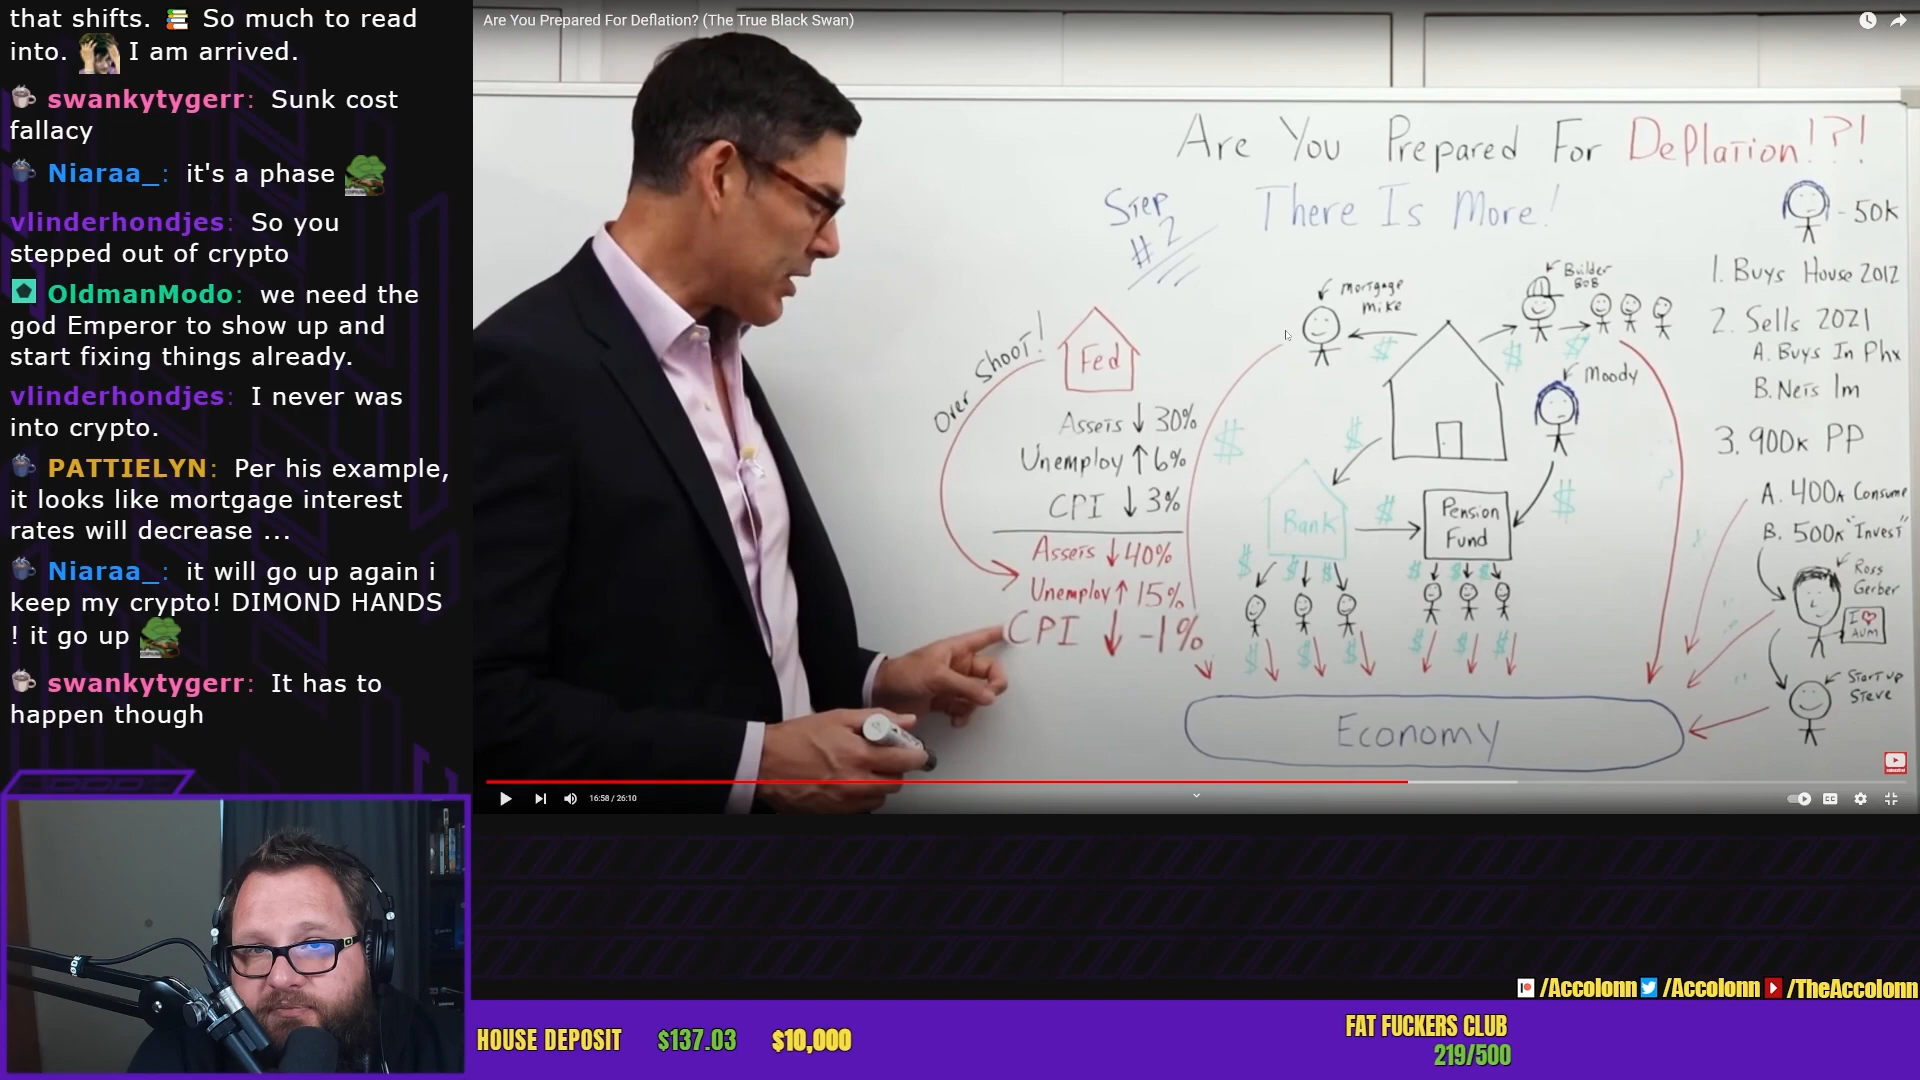 that shifts. So much to read
into. I am arrived.
swankytygerr: Sunk cost
fallacy
Niaraa_: it's a phase
vlinderhondjes: So you
stepped out of crypto
OldmanModo: we need the
god Emperor to show up and
start fixing things already.
vlinderhondjes: I never was
into crypto.
PATTIELYN: Per his example,
it looks like mortgage interest
rates will decrease ...
Niaraa_: it will go up again i
keep my crypto! DIMOND HANDS
! it go up
swankytygerr: It has to
happen though
Are You Prepared For Deflation? (The True Black Swan)
Are You Prepared For Deflation!?!
Step
#2
There Is More!
Over Shoot!
Fed
Assets ↓ 30%
Unemploy ↑ 6%
CPI ↓ 3%
Assets ↓ 40%
Unemploy ↑ 15%
CPI ↓ -1%
Mortgage
Mike
Builder
BOB
Moody
$
$
$
$
$
$
$
Bank
Pension
Fund
$
$
$
$
$
$
$
$
$
$
$
$
Economy
- 50k
1. Buys House 2012
2. Sells 2021
A. Buys In Phx
B. Nets 1m
3. 900k PP
A. 400k Consume
B. 500k "Invest"
Ross
Gerber
I ♡
AUM
Start up
Steve
16:58 / 26:10
/Accolonn /Accolonn /TheAccolonn
HOUSE DEPOSIT $137.03 $10,000
FAT FUCKERS CLUB
219/500